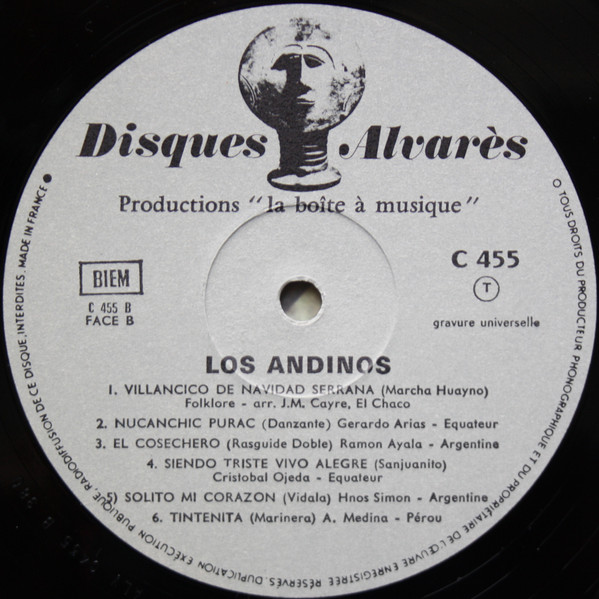 Disques Alvarès
Productions "la boîte à musique"
BIEM
C 455 B
FACE B
C 455
T
gravure universelle
LOS ANDINOS
1. VILLANCICO DE NAVIDAD SERRANA (Marcha Huayno)
Folklore - arr. J.M. Cayre, El Chaco
2. NUCANCHIC PURAC (Danzante) Gerardo Arias - Equateur
3. EL COSECHERO (Rasguide Doble) Ramon Ayala - Argentine
4. SIENDO TRISTE VIVO ALEGRE (Sanjuanito)
Cristobal Ojeda - Equateur
5) SOLITO MI CORAZON (Vidala) Hnos Simon - Argentine
6. TINTENITA (Marinera) A. Medina - Pérou
O TOUS DROITS DU PRODUCTEUR PHONOGRAPHIQUE ET DU PROPRIÉTAIRE DE L'ŒUVRE ENREGISTRÉE RÉSERVÉS. DUPLICATION EXÉCUTION PUBLIQUE, RADIODIFFUSION DE CE DISQUE, INTERDITES. MADE IN FRANCE ●